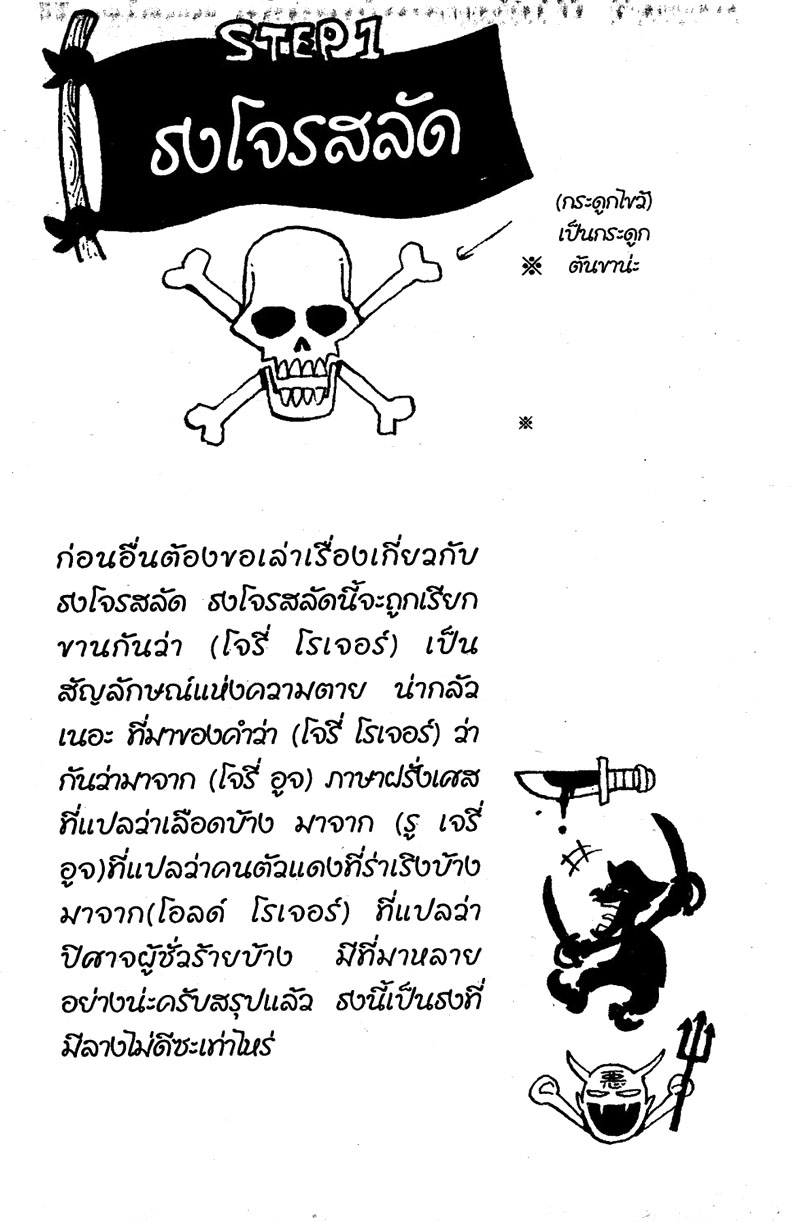 STEP1
ธงโจรสลัด
(กระดูกไขว้)
เป็นกระดูก
※ ต้นขาน่ะ
※
ก่อนอื่นต้องขอเล่าเรื่องเกี่ยวกับ
ธงโจรสลัด ธงโจรสลัดนี้จะถูกเรียก
ขานกันว่า (โจรี่ โรเจอร์) เป็น
สัญลักษณ์แห่งความตาย น่ากลัว
เนอะ ที่มาของคำว่า (โจรี่ โรเจอร์) ว่า
กันว่ามาจาก (โจรี่ อูจ) ภาษาฝรั่งเศส
ที่แปลว่าเลือดบ้าง มาจาก (รู เจรี่
อูจ)ที่แปลว่าคนตัวแดงที่ร่าเริงบ้าง
มาจาก(โอลด์ โรเจอร์) ที่แปลว่า
ปิศาจผู้ชั่วร้ายบ้าง มีที่มาหลาย
อย่างน่ะครับสรุปแล้ว ธงนี้เป็นธงที่
มีลางไม่ดีซะเท่าไหร่
悪